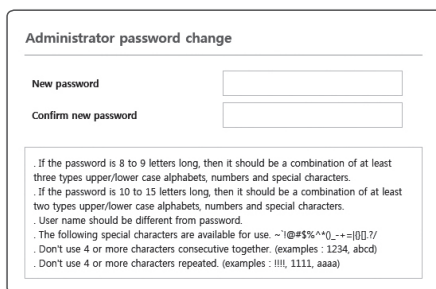 Administrator password change
New password
Confirm new password
. If the password is 8 to 9 letters long, then it should be a combination of at least
three types upper/lower case alphabets, numbers and special characters.
. If the password is 10 to 15 letters long, then it should be a combination of at least
two types upper/lower case alphabets, numbers and special characters.
. User name should be different from password.
. The following special characters are available for use. ~`!@#$%^*()_-+=|{}[].?/
. Don't use 4 or more characters consecutive together. (examples : 1234, abcd)
. Don't use 4 or more characters repeated. (examples : !!!!, 1111, aaaa)